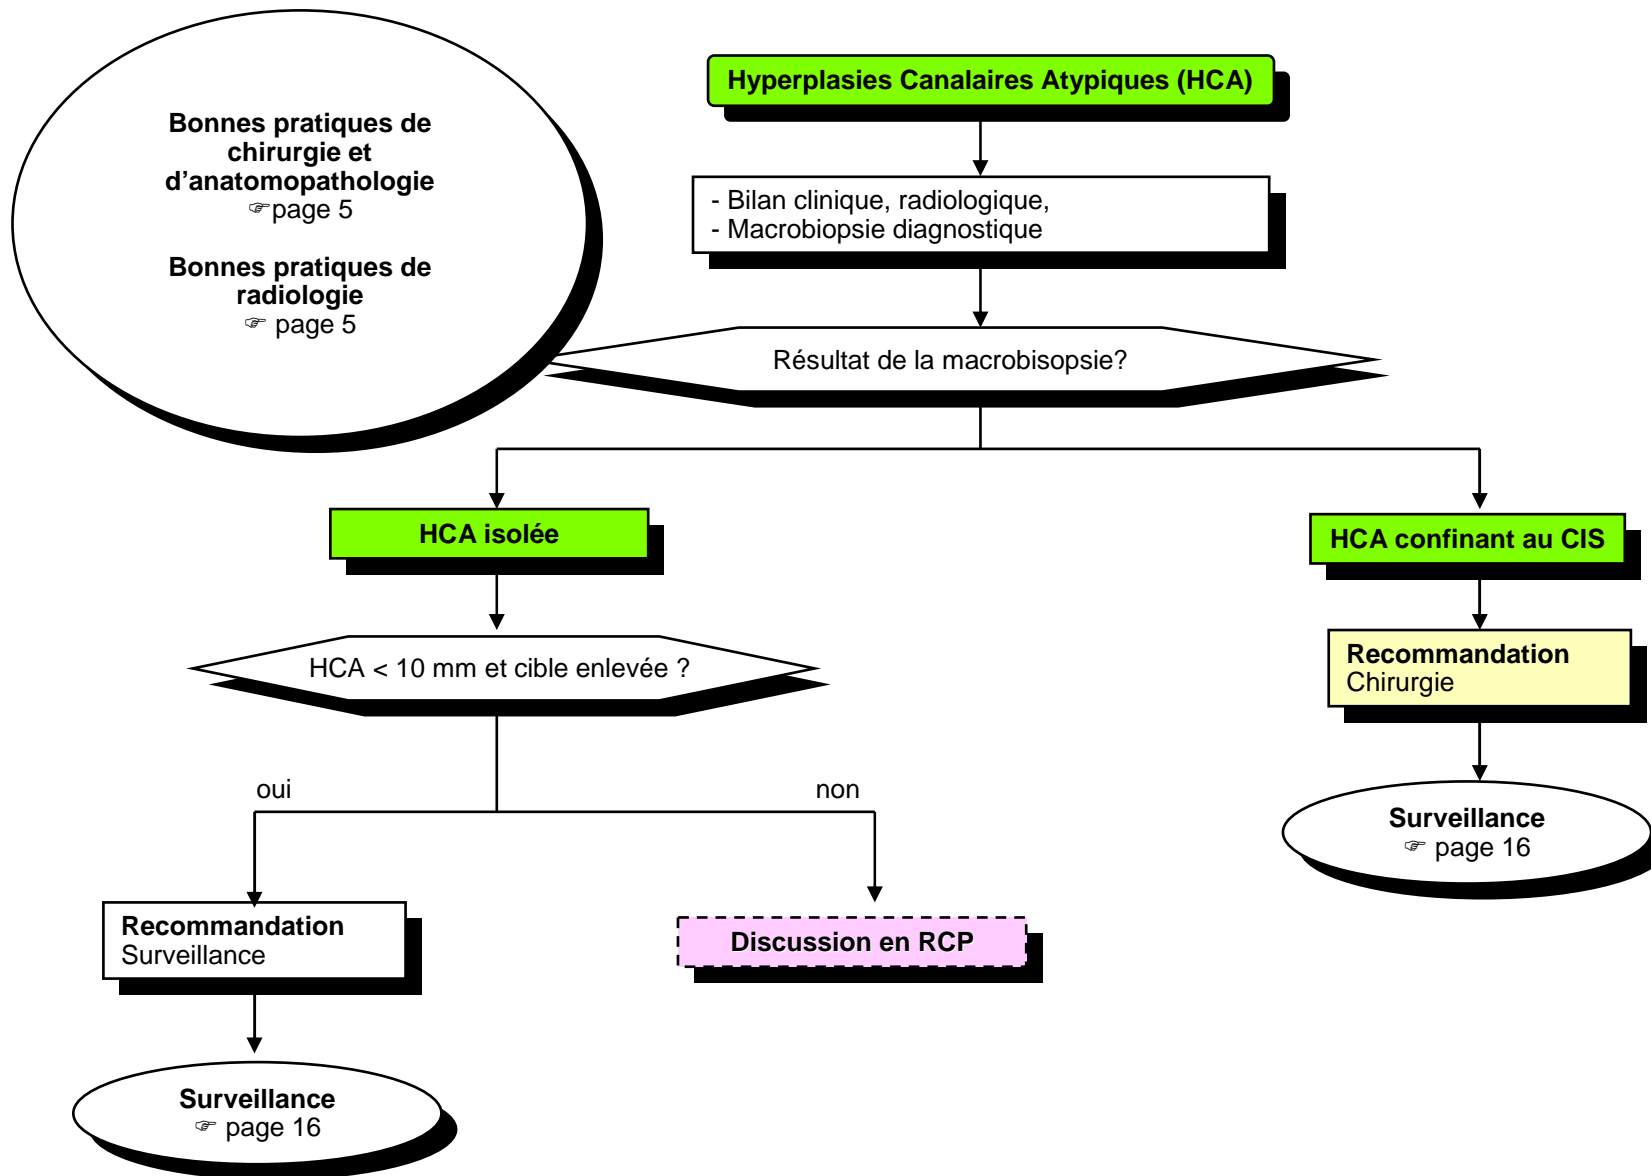 Bonnes pratiques de
chirurgie et
d'anatomopathologie
☞page 5
Bonnes pratiques de
radiologie
☞ page 5
Hyperplasies Canalaires Atypiques (HCA)
- Bilan clinique, radiologique,
- Macrobiopsie diagnostique
Résultat de la macrobisopsie?
HCA isolée
HCA confinant au CIS
HCA < 10 mm et cible enlevée ?
Recommandation
Chirurgie
oui
non
Surveillance
☞ page 16
Recommandation
Surveillance
Discussion en RCP
Surveillance
☞ page 16